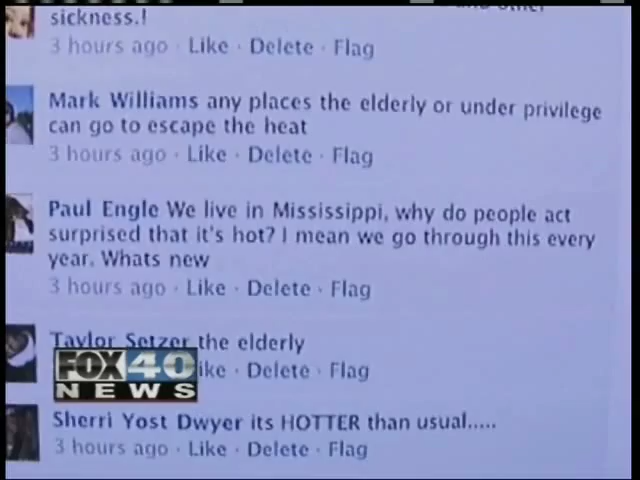 sickness.!
3 hours ago · Like · Delete · Flag
Mark Williams any places the elderly or under privilege
can go to escape the heat
3 hours ago · Like · Delete · Flag
Paul Engle We live in Mississippi, why do people act
surprised that it's hot? I mean we go through this every
year. Whats new
3 hours ago · Like · Delete · Flag
Taylor Setzer the elderly
ike · Delete · Flag
FOX 40
NEWS
Sherri Yost Dwyer its HOTTER than usual.....
3 hours ago · Like · Delete · Flag